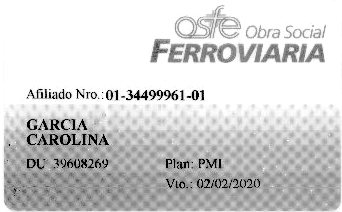 osfe Obra Social
FERROVIARIA
Afiliado Nro.:01-34499961-01
GARCIA
CAROLINA
DU 39608269 Plan: PMI
Vto.: 02/02/2020